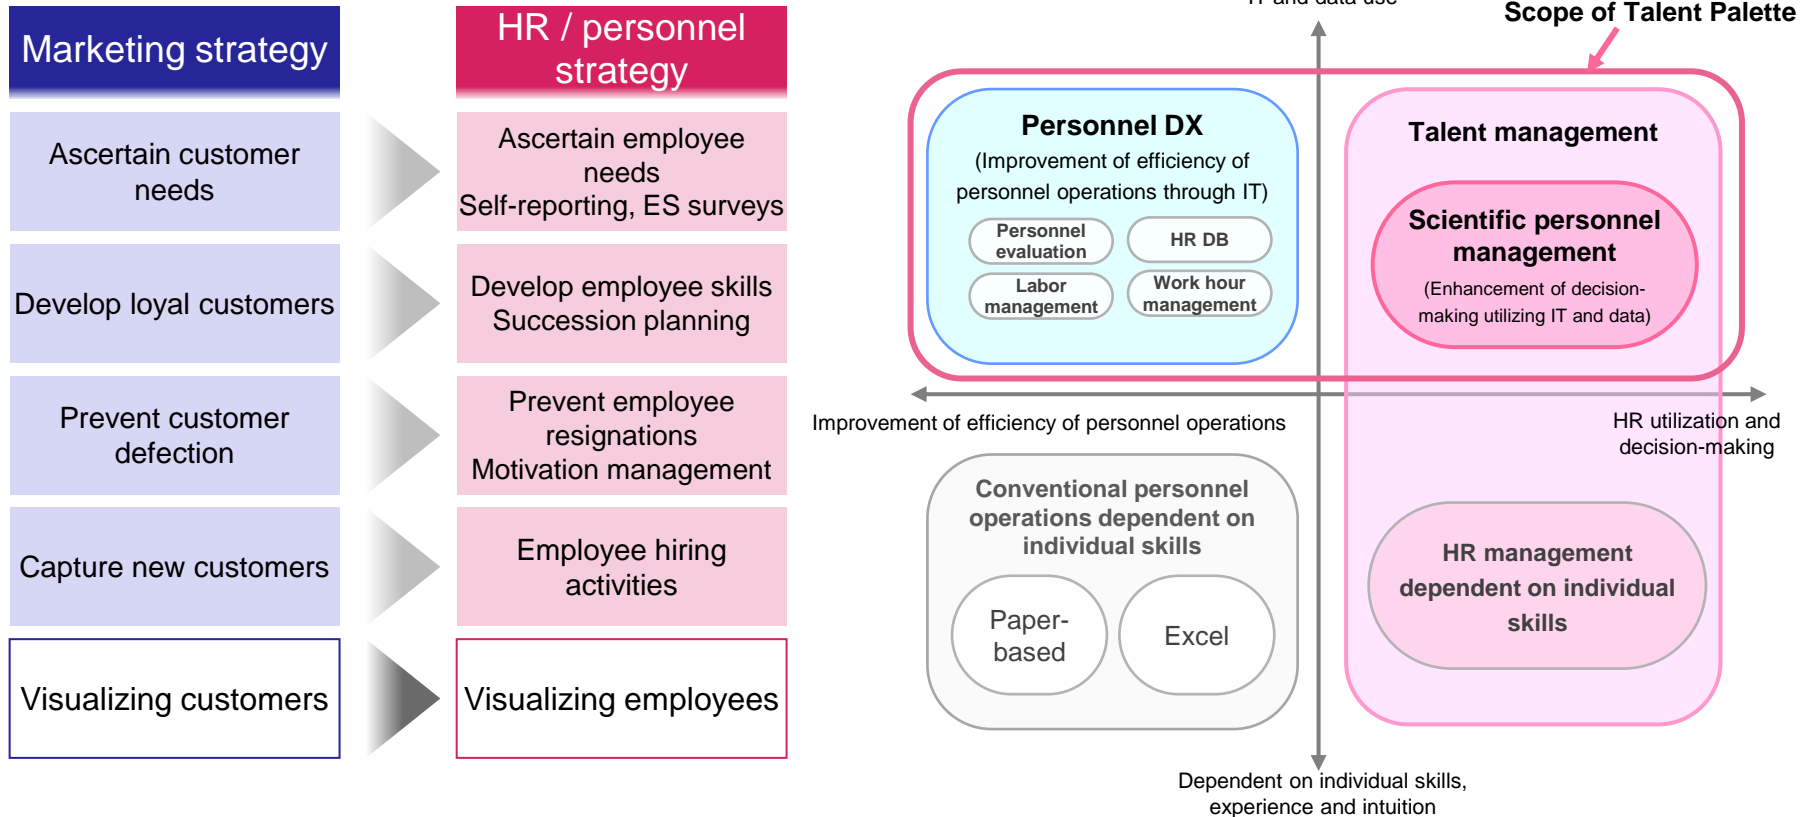 Marketing strategy
HR / personnel
strategy
Ascertain customer
needs
Ascertain employee
needs
Self-reporting, ES surveys
Develop loyal customers
Develop employee skills
Succession planning
Prevent customer
defection
Prevent employee
resignations
Motivation management
Capture new customers
Employee hiring
activities
Visualizing customers
Visualizing employees
IT and data use
Scope of Talent Palette
Personnel DX
(Improvement of efficiency of
personnel operations through IT)
Personnel
evaluation
HR DB
Labor
management
Work hour
management
Talent management
Scientific personnel
management
(Enhancement of decision-
making utilizing IT and data)
Improvement of efficiency of personnel operations
HR utilization and
decision-making
Conventional personnel
operations dependent on
individual skills
Paper-
based
Excel
HR management
dependent on individual
skills
Dependent on individual skills,
experience and intuition